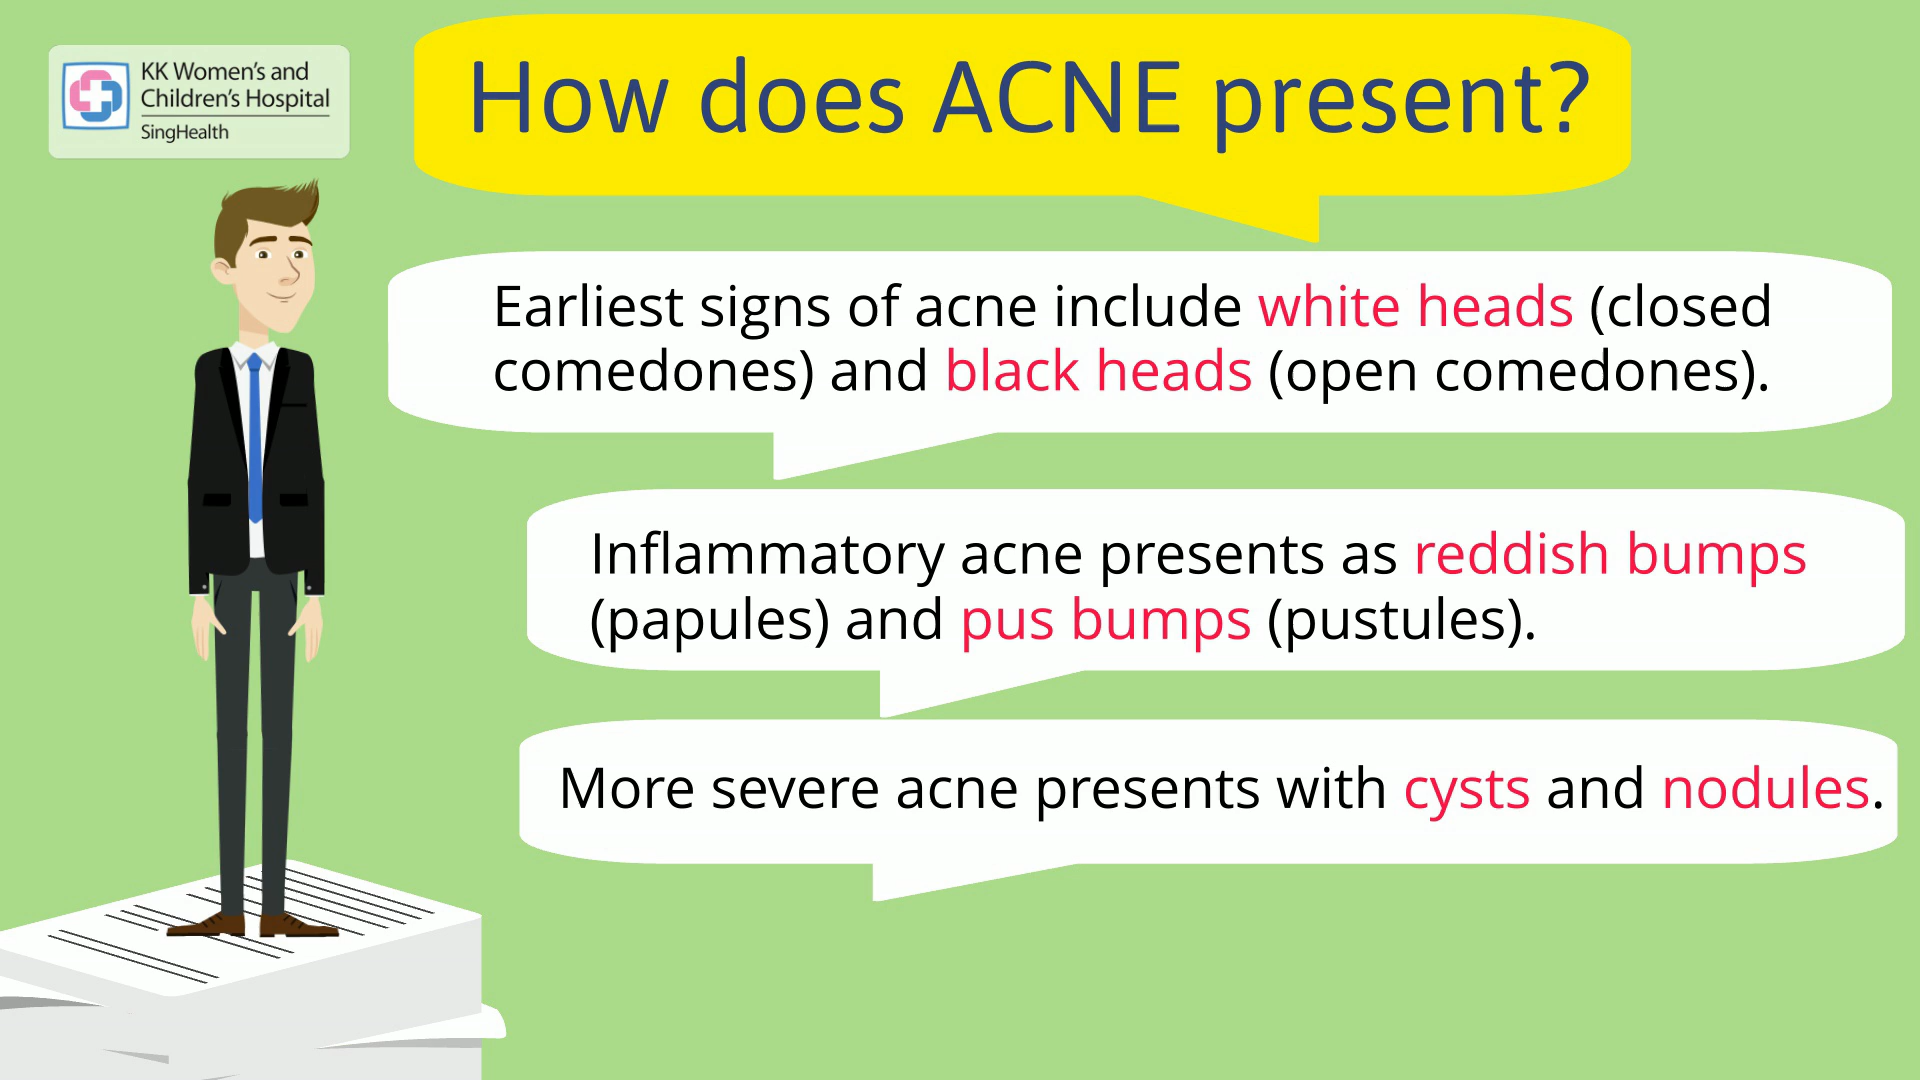 KK Women's and
Children's Hospital
SingHealth
How does ACNE present?
Earliest signs of acne include white heads (closed
comedones) and black heads (open comedones).
Inflammatory acne presents as reddish bumps
(papules) and pus bumps (pustules).
More severe acne presents with cysts and nodules.